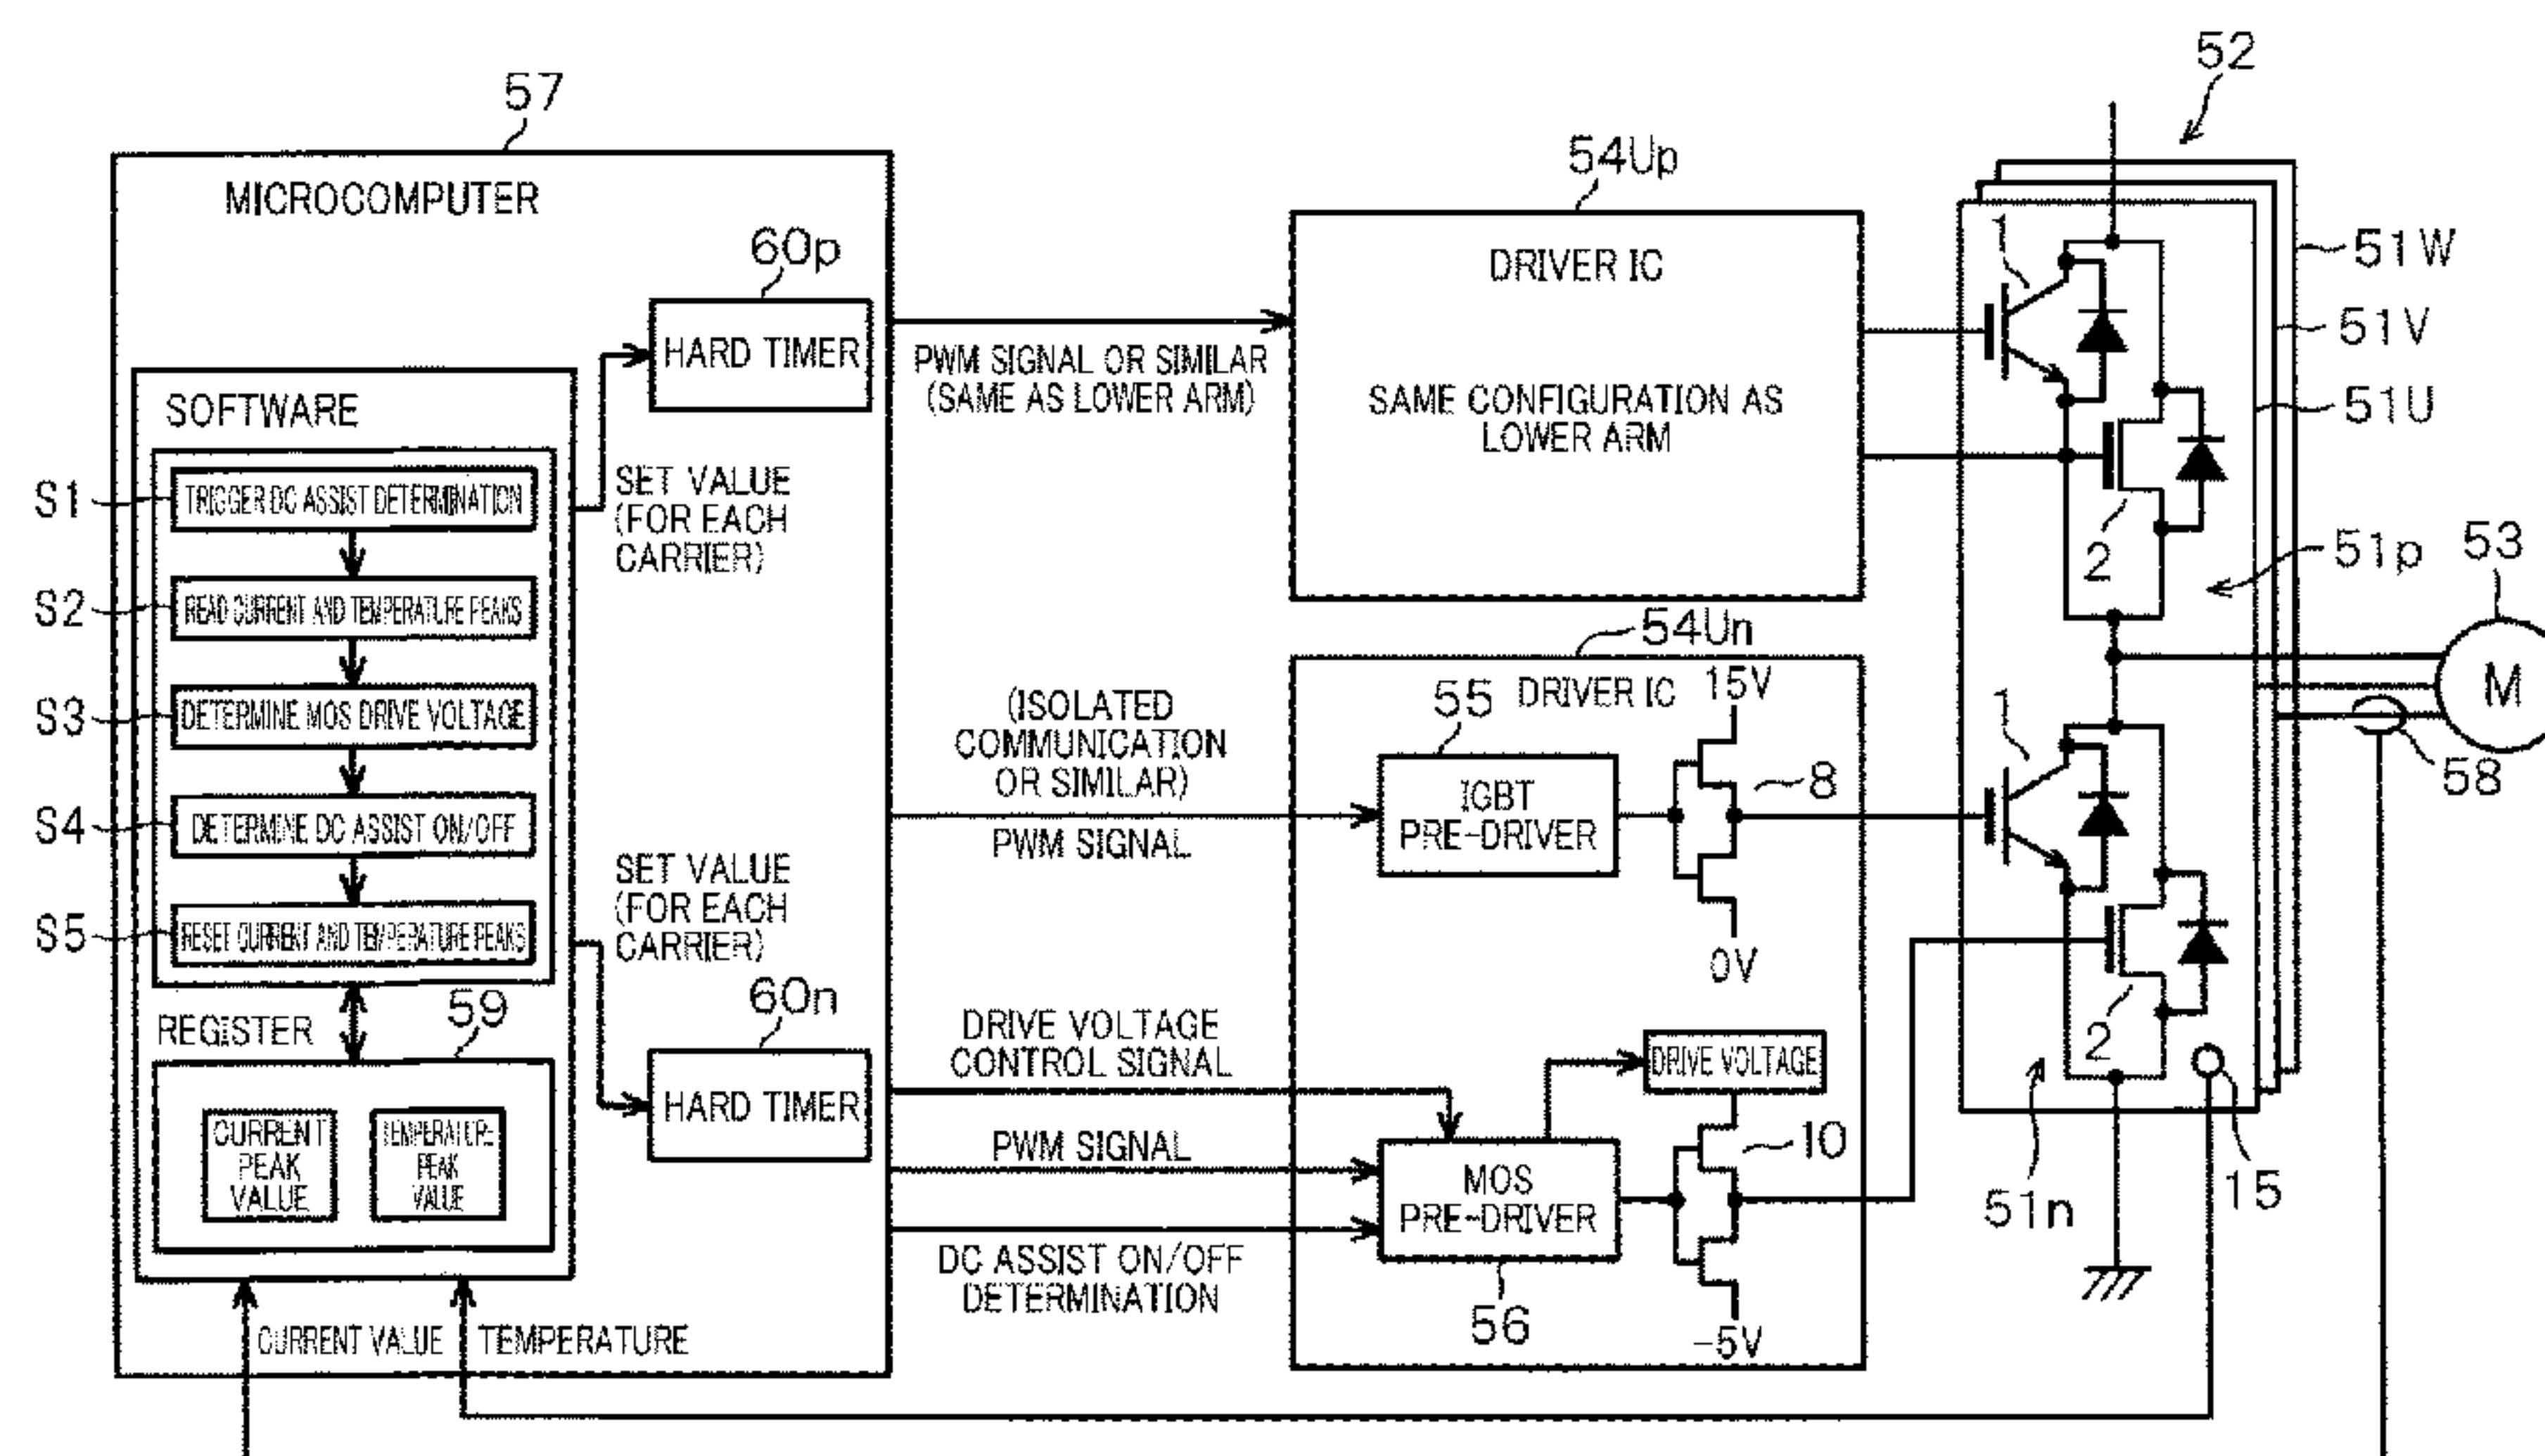 52
57
MICROCOMPUTER
54Up
60p
HARD TIMER
DRIVER IC
1
51W
51V
51U
PWM SIGNAL OR SIMILAR
(SAME AS LOWER ARM)
SAME CONFIGURATION AS
LOWER ARM
SOFTWARE
SET VALUE
(FOR EACH
CARRIER)
S1
TRIGGER DC ASSIST DETERMINATION
S2
READ CURRENT AND TEMPERATURE PEAKS
S3
DETERMINE MOS DRIVE VOLTAGE
S4
DETERMINE DC ASSIST ON/OFF
S5
RESET CURRENT AND TEMPERATURE PEAKS
2
51p
53
M
58
54Un
15V
55
DRIVER IC
(ISOLATED
COMMUNICATION
OR SIMILAR)
PWM SIGNAL
IGBT
PRE-DRIVER
8
1
0V
SET VALUE
(FOR EACH
CARRIER)
REGISTER
59
60n
HARD TIMER
DRIVE VOLTAGE
CONTROL SIGNAL
DRIVE VOLTAGE
2
CURRENT
PEAK
VALUE
TEMPERATURE
PEAK
VALUE
PWM SIGNAL
MOS
PRE-DRIVER
10
51n
15
DC ASSIST ON/OFF
DETERMINATION
56
-5V
CURRENT VALUE
TEMPERATURE